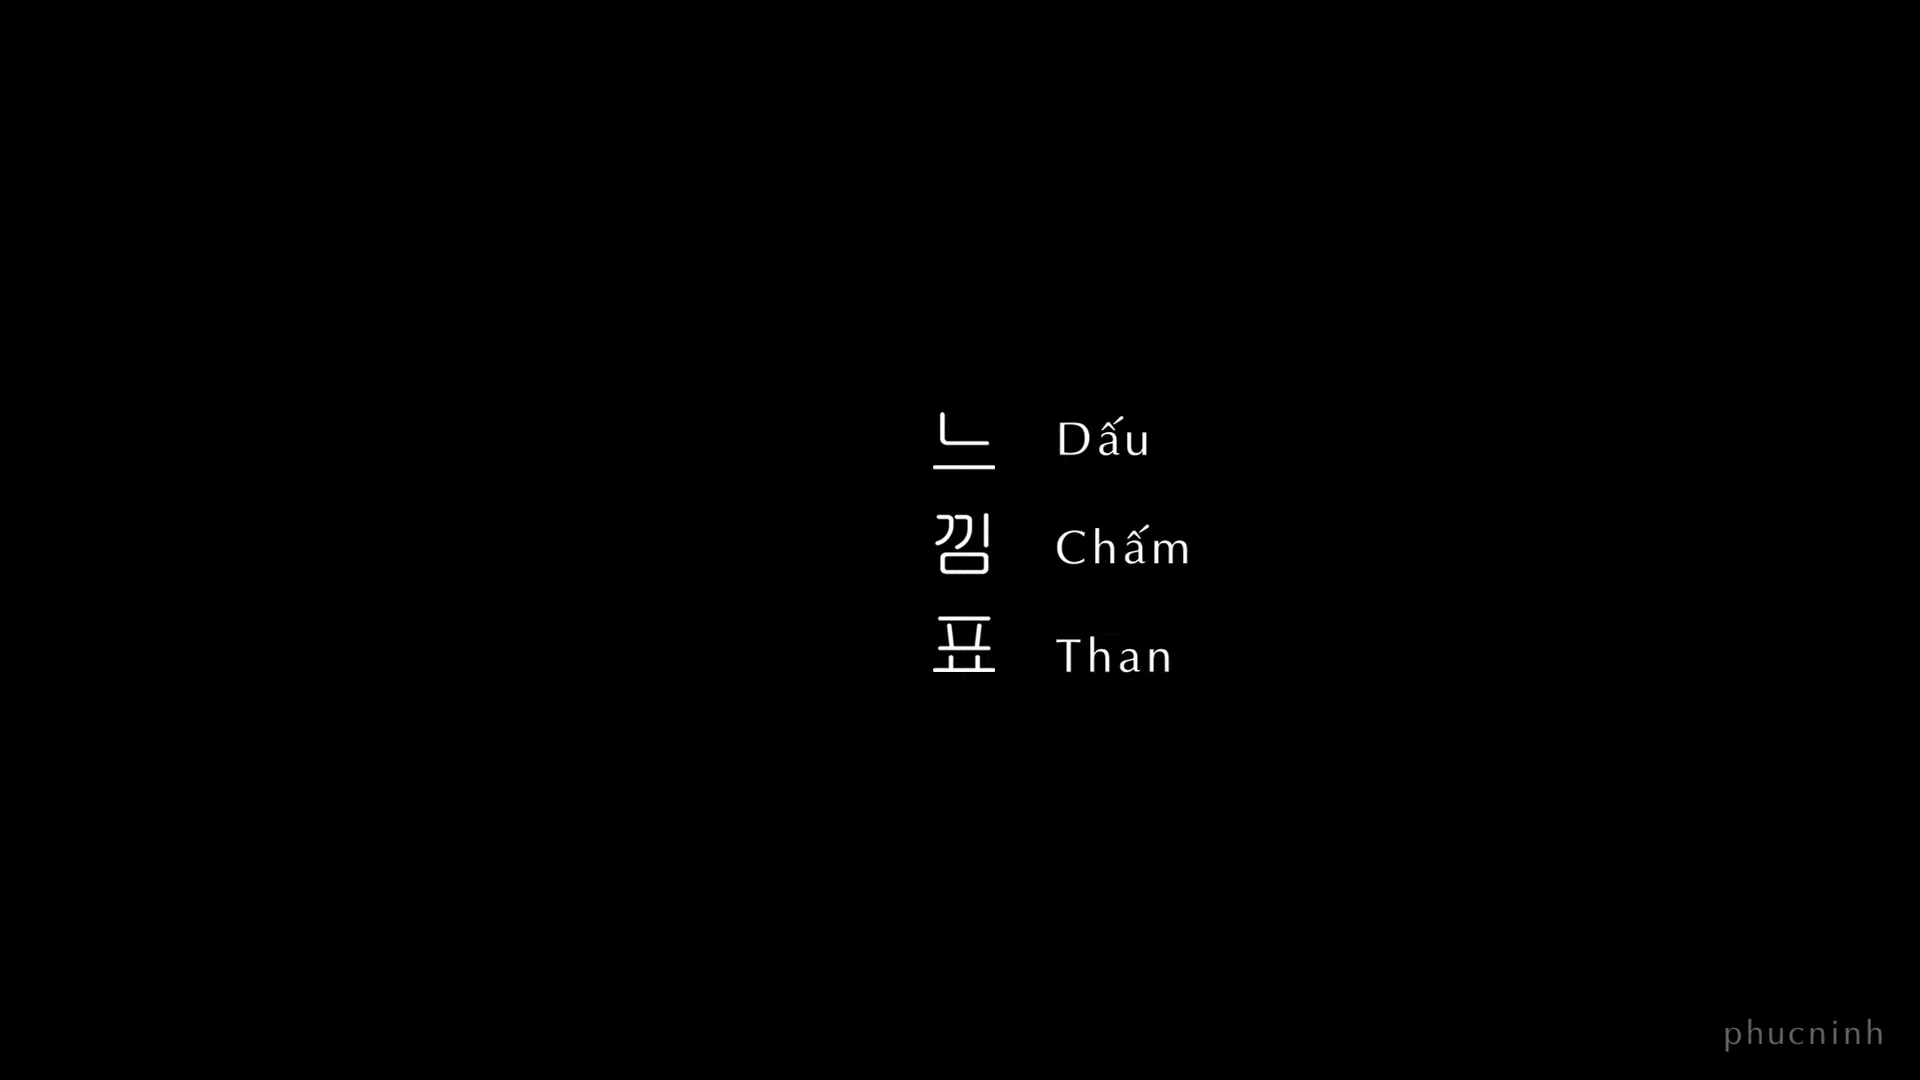 느낌표
Dấu
Chấm
Than
phucninh